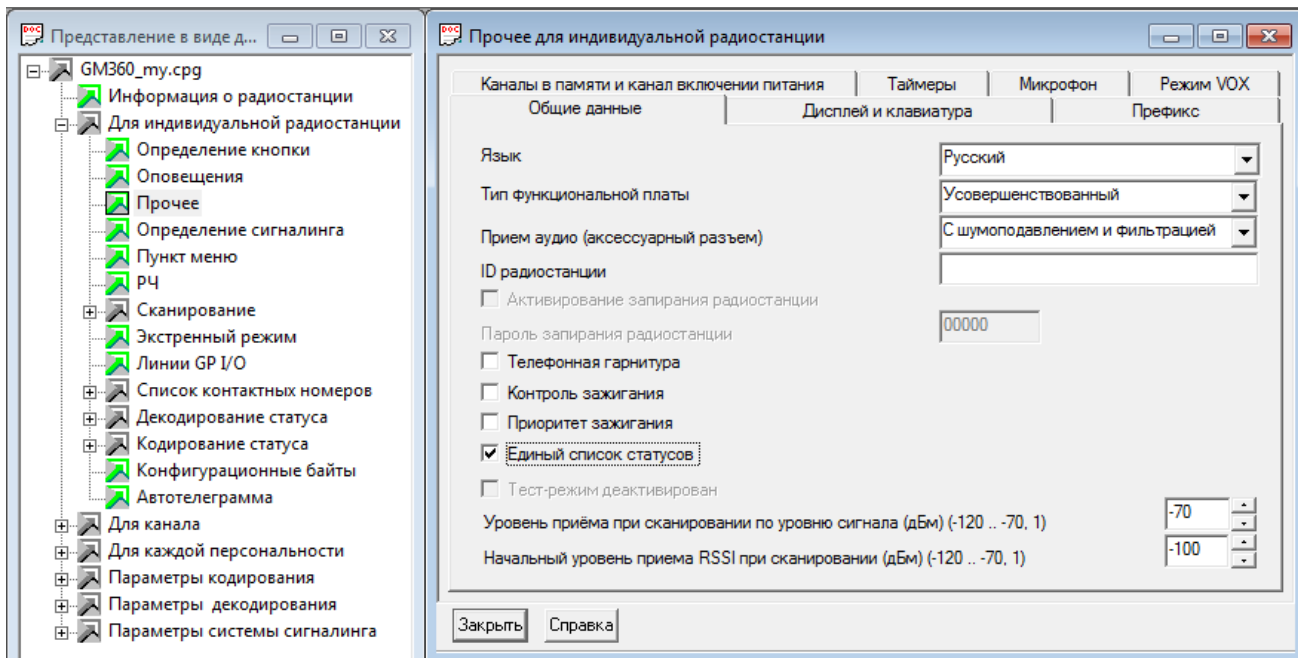 Представление в виде д...
GM360_my.cpg
Информация о радиостанции
Для индивидуальной радиостанции
Определение кнопки
Оповещения
Прочее
Определение сигналинга
Пункт меню
РЧ
Сканирование
Экстренный режим
Линии GP I/O
Список контактных номеров
Декодирование статуса
Кодирование статуса
Конфигурационные байты
Автотелеграмма
Для канала
Для каждой персональности
Параметры кодирования
Параметры декодирования
Параметры системы сигналинга
Прочее для индивидуальной радиостанции
Каналы в памяти и канал включении питания Таймеры Микрофон Режим VOX
Общие данные Дисплей и клавиатура Префикс
Язык Русский
Тип функциональной платы Усовершенствованный
Прием аудио (аксессуарный разъем) С шумоподавлением и фильтрацией
ID радиостанции
Активирование запирания радиостанции
Пароль запирания радиостанции 00000
Телефонная гарнитура
Контроль зажигания
Приоритет зажигания
Единый список статусов
Тест-режим деактивирован
Уровень приёма при сканировании по уровню сигнала (дБм) (-120 .. -70, 1) -70
Начальный уровень приема RSSI при сканировании (дБм) (-120 .. -70, 1) -100
Закрыть Справка